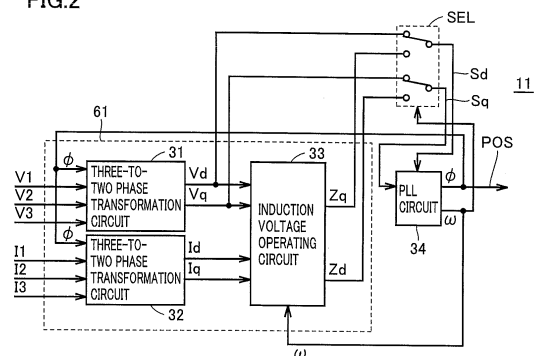 FIG.2
SEL
Sd
Sq
11
61
POS
31
33
ϕ
THREE-TO-
TWO PHASE
TRANSFORMATION
CIRCUIT
V1
V2
V3
Vd
Vq
INDUCTION
VOLTAGE
OPERATING
CIRCUIT
Zq
Zd
PLL
CIRCUIT
ϕ
ω
34
ϕ
THREE-TO-
TWO PHASE
TRANSFORMATION
CIRCUIT
I1
I2
I3
Id
Iq
32
ω